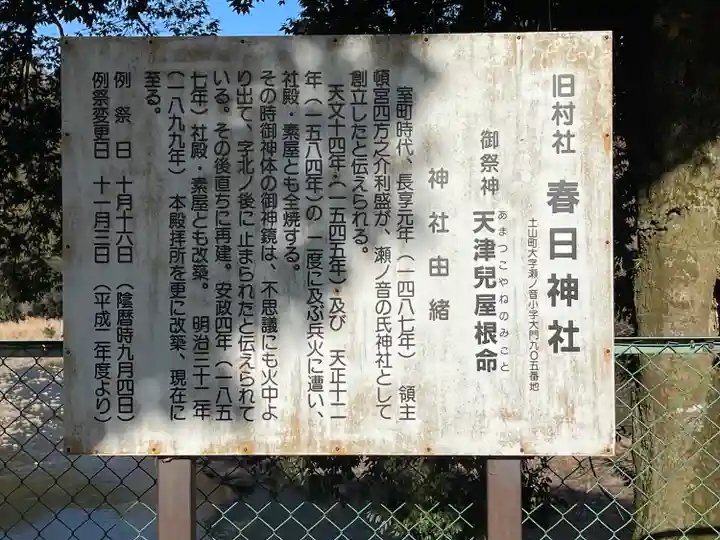 旧村社 春日神社
土山町大字瀬ノ音小字大門九〇五番地
御祭神 天津兒屋根命
あまつこやねのみこと
神社由緒
室町時代、長享元年(一四八七年) 領主
頓宮四方之介利盛が、瀬ノ音の氏神社として
創立したと伝えられる。
天文十四年・(一五四五年)及び 天正十二
年(一五八四年)の 二度に及ぶ兵火に遭い、
社殿・素屋とも全焼する。
その時御神体の御神鏡は、不思議にも火中よ
り出て、字北ノ後に止まられたと伝えられて
いる。その後直ちに再建。安政四年(一八五
七年)社殿・素屋とも改築。 明治三十二年
(一八九九年) 本殿拝所を更に改築、現在に
至る。
例祭日 十月十六日 (陰暦時九月四日)
例祭変更日 十一月三日 (平成二年度より)